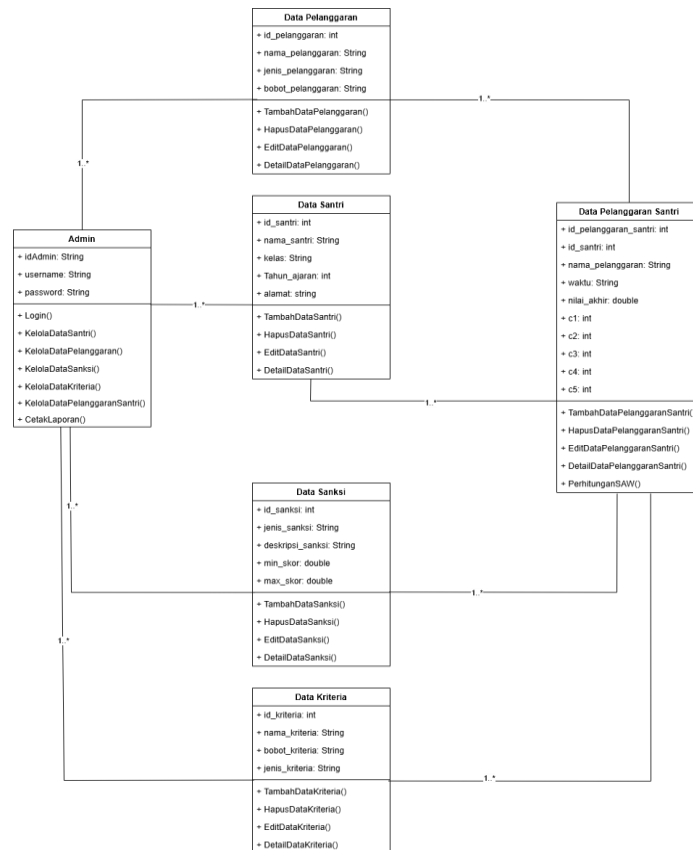 Data Pelanggaran
+ id_pelanggaran: int
+ nama_pelanggaran: String
+ jenis_pelanggaran: String
+ bobot_pelanggaran: String
+ TambahDataPelanggaran()
+ HapusDataPelanggaran()
+ EditDataPelanggaran()
+ DetailDataPelanggaran()
1..*
1..*
Data Santri
+ id_santri: int
+ nama_santri: String
+ kelas: String
+ Tahun_ajaran: int
+ alamat: string
+ TambahDataSantri()
+ HapusDataSantri()
+ EditDataSantri()
+ DetailDataSantri()
Admin
+ idAdmin: String
+ username: String
+ password: String
+ Login()
+ KelolaDataSantri()
+ KelolaDataPelanggaran()
+ KelolaDataSanksi()
+ KelolaDataKriteria()
+ KelolaDataPelanggaranSantri()
+ CetakLaporan()
1..*
1..*
Data Pelanggaran Santri
+ id_pelanggaran_santri: int
+ id_santri: int
+ nama_pelanggaran: String
+ waktu: String
+ nilai_akhir: double
+ c1: int
+ c2: int
+ c3: int
+ c4: int
+ c5: int
+ TambahDataPelanggaranSantri()
+ HapusDataPelanggaranSantri()
+ EditDataPelanggaranSantri()
+ DetailDataPelanggaranSantri()
+ PerhitunganSAW()
Data Sanksi
+ id_sanksi: int
+ jenis_sanksi: String
+ deskripsi_sanksi: String
+ min_skor: double
+ max_skor: double
+ TambahDataSanksi()
+ HapusDataSanksi()
+ EditDataSanksi()
+ DetailDataSanksi()
1..*
1..*
Data Kriteria
+ id_kriteria: int
+ nama_kriteria: String
+ bobot_kriteria: String
+ jenis_kriteria: String
+ TambahDataKriteria()
+ HapusDataKriteria()
+ EditDataKriteria()
+ DetailDataKriteria()
1..*
1..*